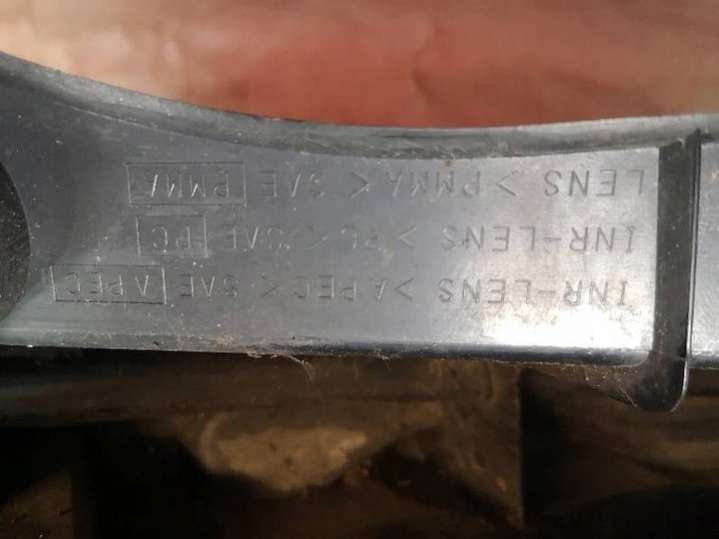 INR-LENS >APEC< SAE APEC
INR-LENS >PC< SAE PC
LENS >PMMA< SAE PMMA